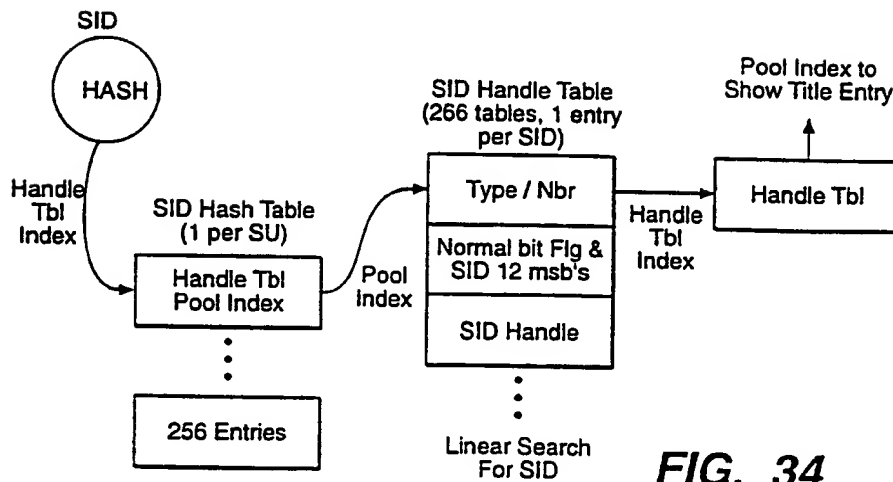 SID
HASH
Handle
Tbl
Index
SID Hash Table
(1 per SU)
Handle Tbl
Pool Index
256 Entries
Pool
Index
SID Handle Table
(266 tables, 1 entry
per SID)
Type / Nbr
Normal bit Flg &
SID 12 msb's
SID Handle
Linear Search
For SID
Handle
Tbl
Index
Pool Index to
Show Title Entry
Handle Tbl
FIG. 34